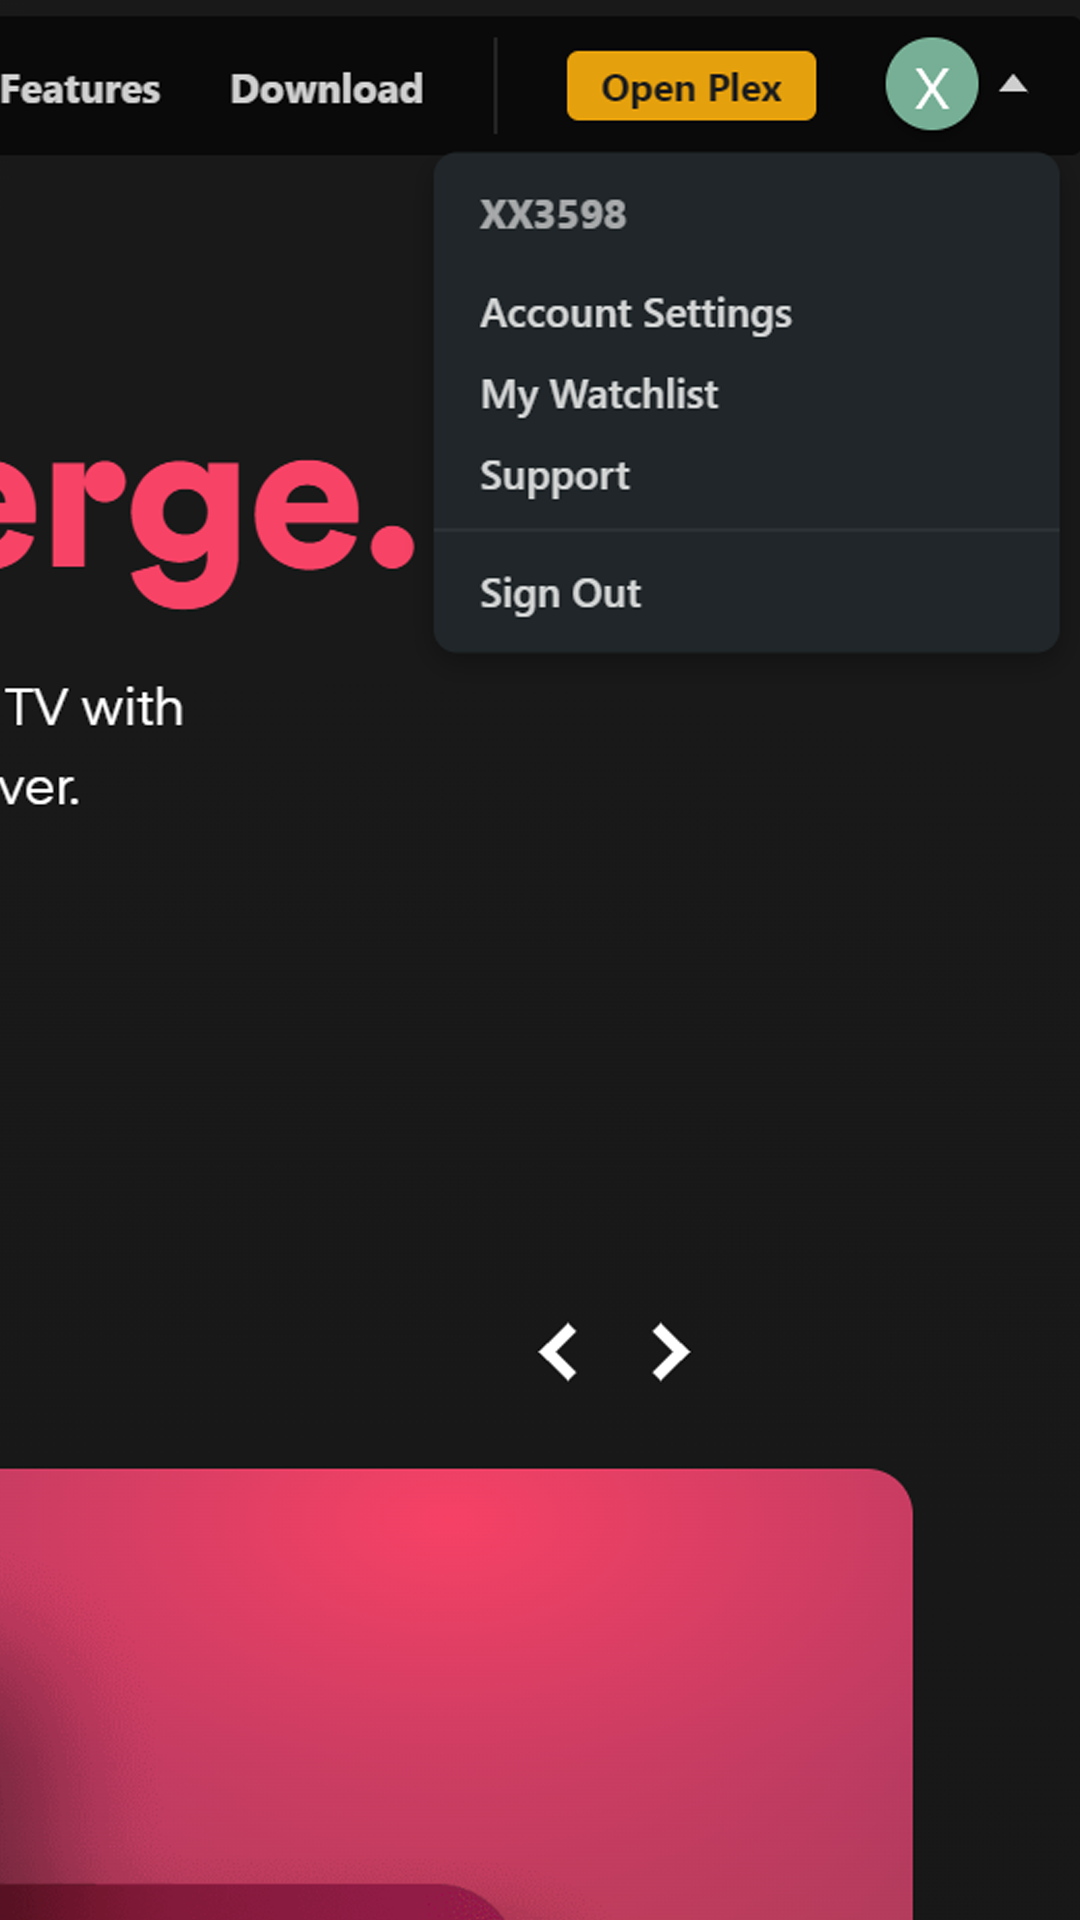 Features Download Open Plex X
XX3598
Account Settings
My Watchlist
Support
erge.
Sign Out
TV with
ver.